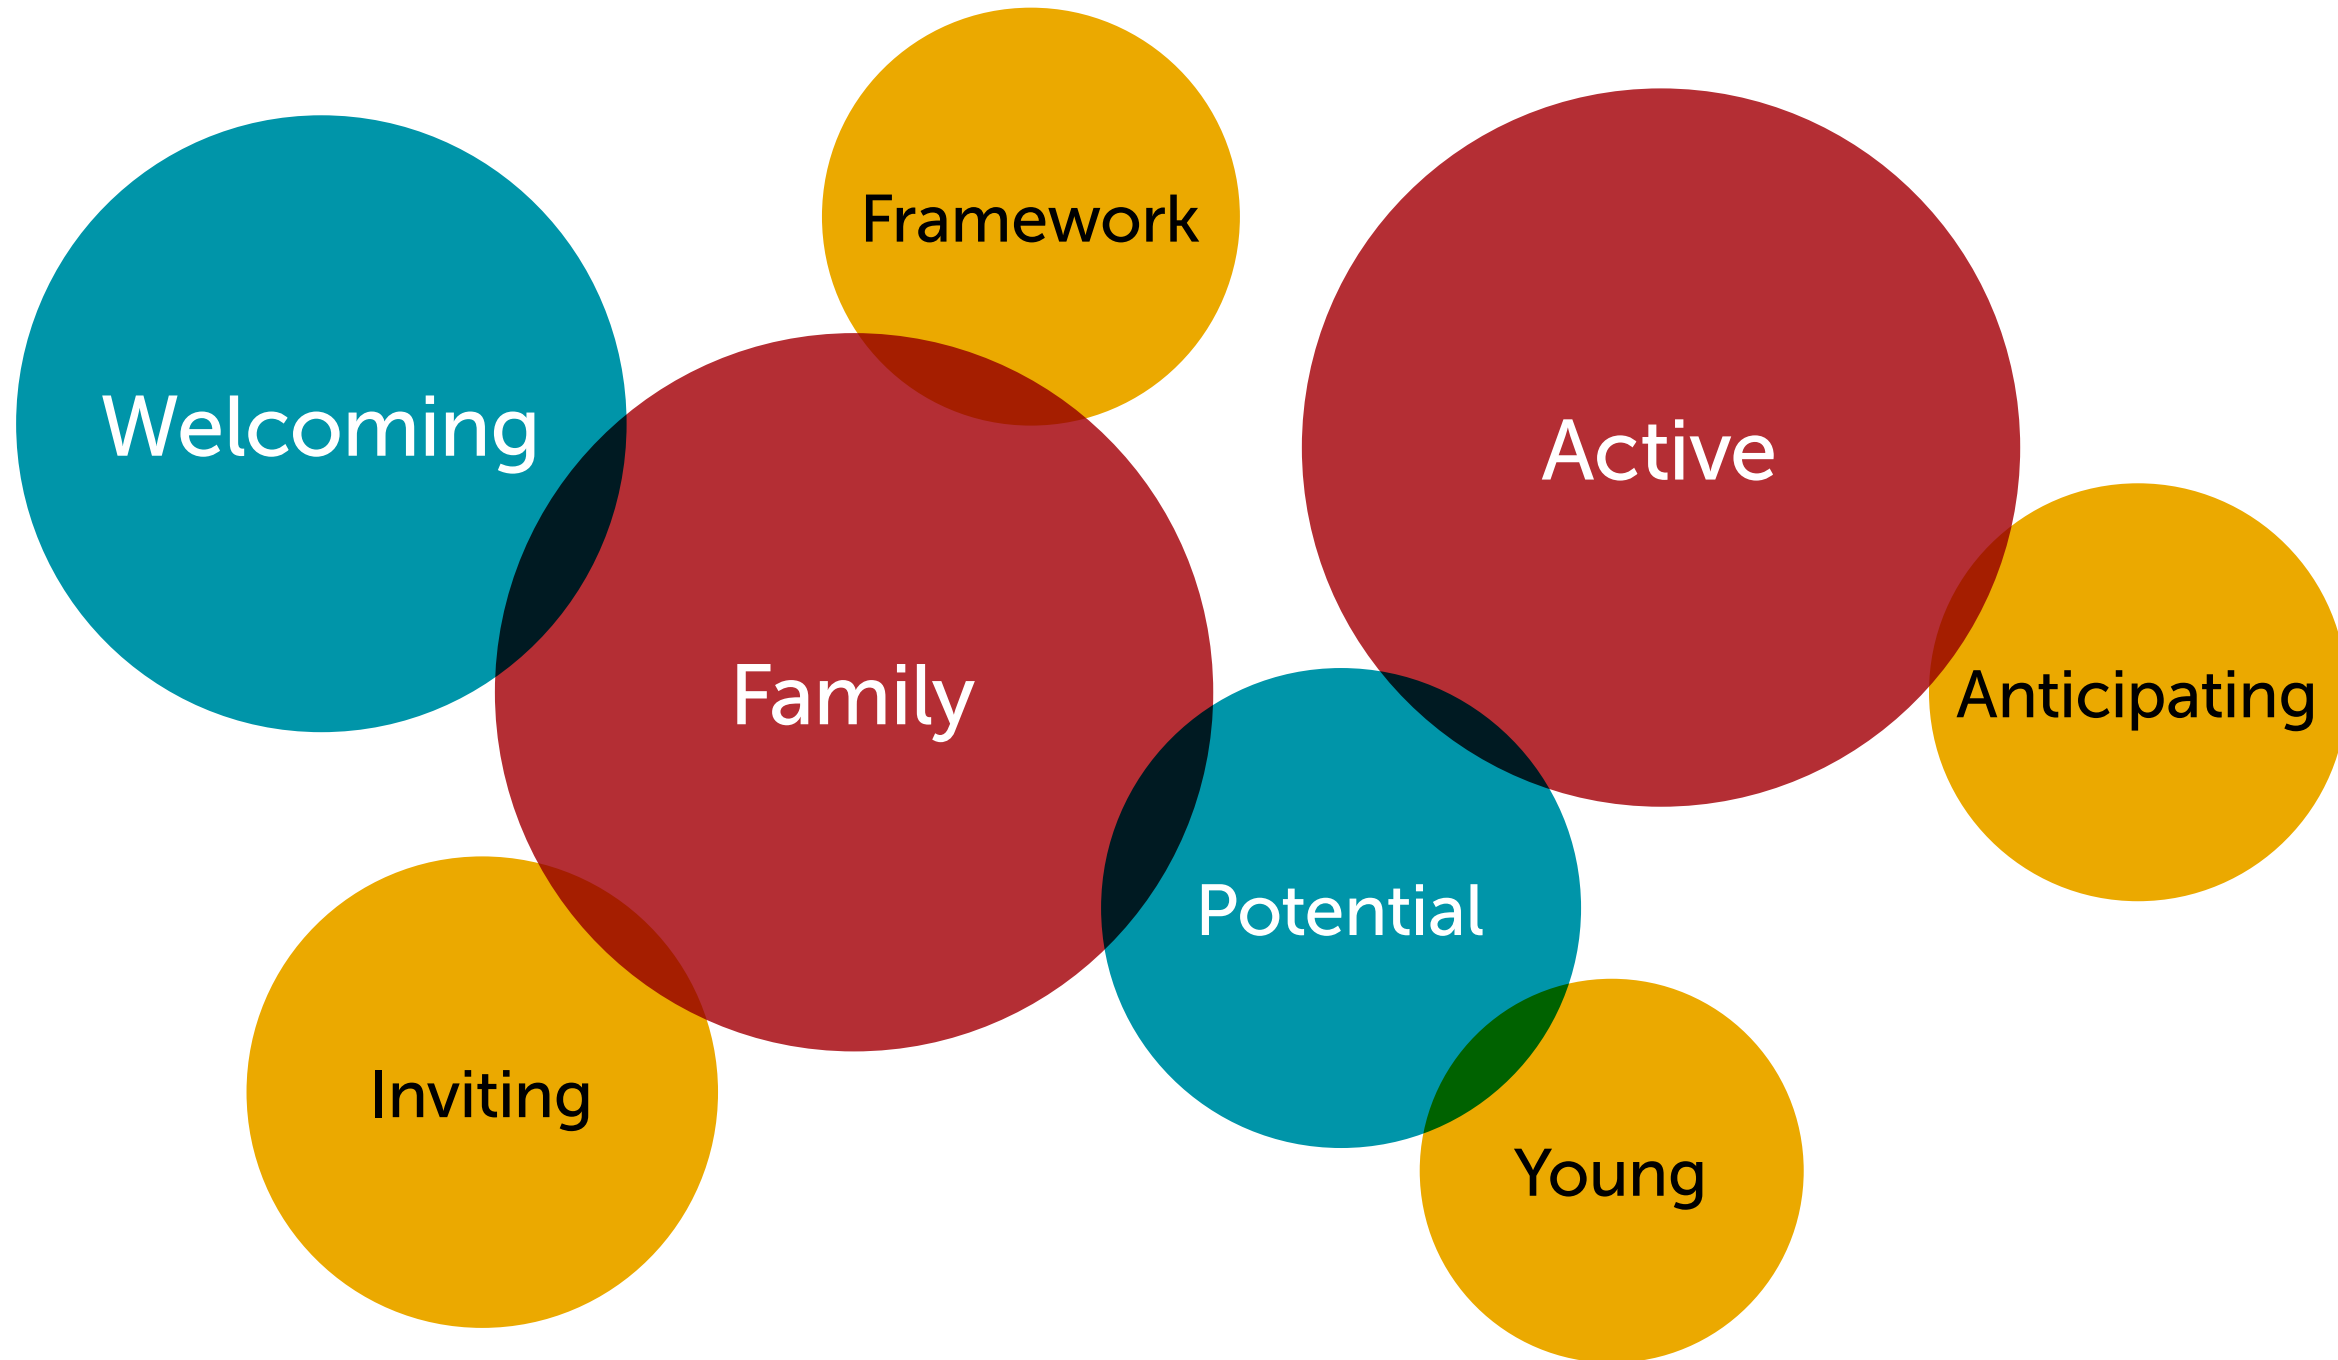 Framework
Welcoming
Active
Family
Anticipating
Potential
Inviting
Young